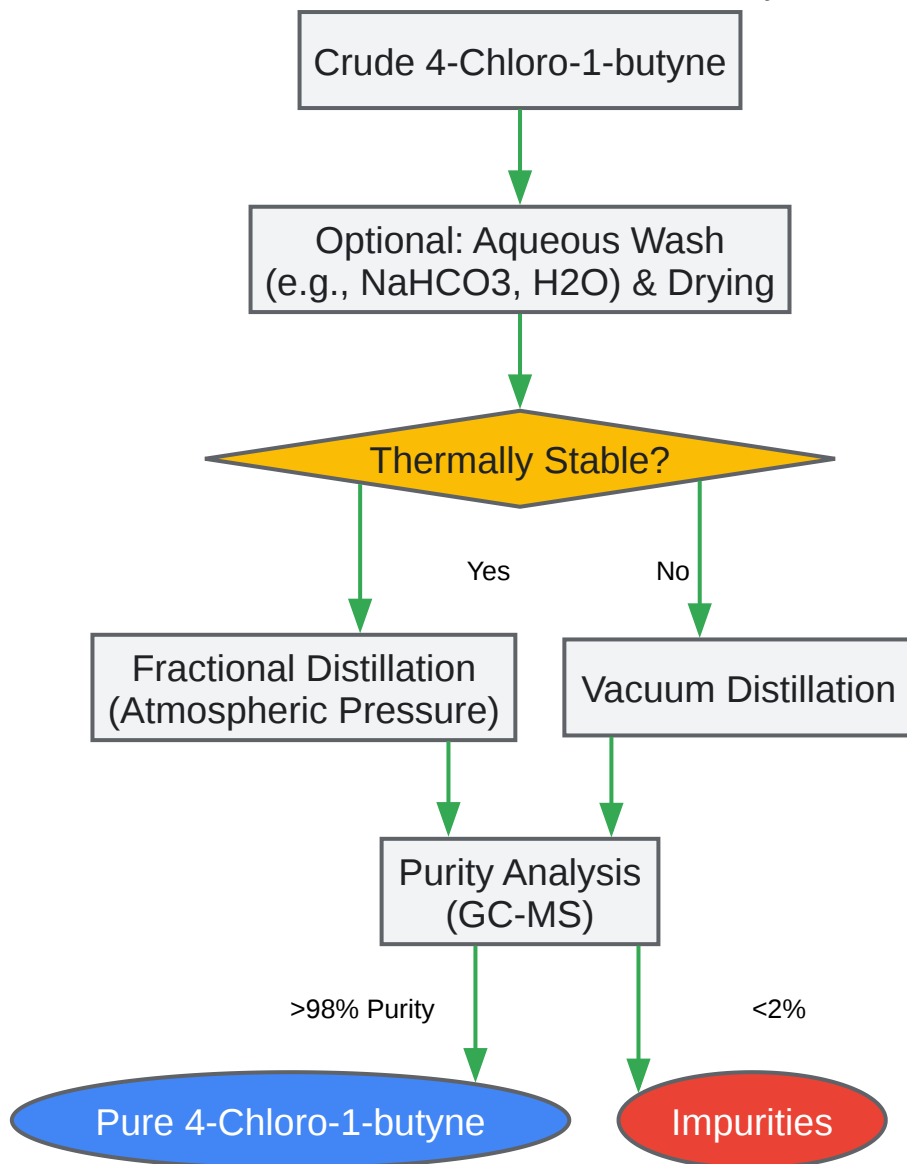 Crude 4-Chloro-1-butyne
Optional: Aqueous Wash
(e.g., NaHCO3, H2O) & Drying
Thermally Stable?
Yes
No
Fractional Distillation
(Atmospheric Pressure)
Vacuum Distillation
Purity Analysis
(GC-MS)
>98% Purity
<2%
Pure 4-Chloro-1-butyne
Impurities